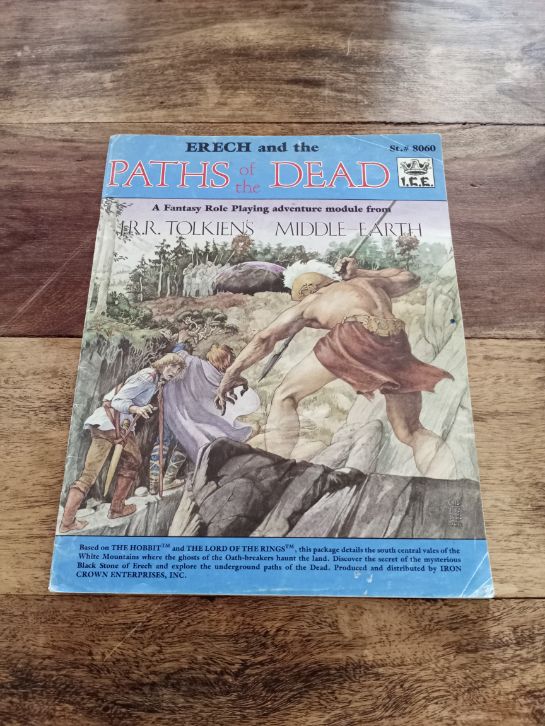 ERECH and the
St.# 8060
PATHS of the DEAD
I.C.E.
A Fantasy Role Playing adventure module from
J.R.R. TOLKIEN'S MIDDLE-EARTH
Based on THE HOBBIT™ and THE LORD OF THE RINGS™, this package details the south central vales of the
White Mountains where the ghosts of the Oath-breakers haunt the land. Discover the secret of the mysterious
Black Stone of Erech and explore the underground paths of the Dead. Produced and distributed by IRON
CROWN ENTERPRISES, INC.